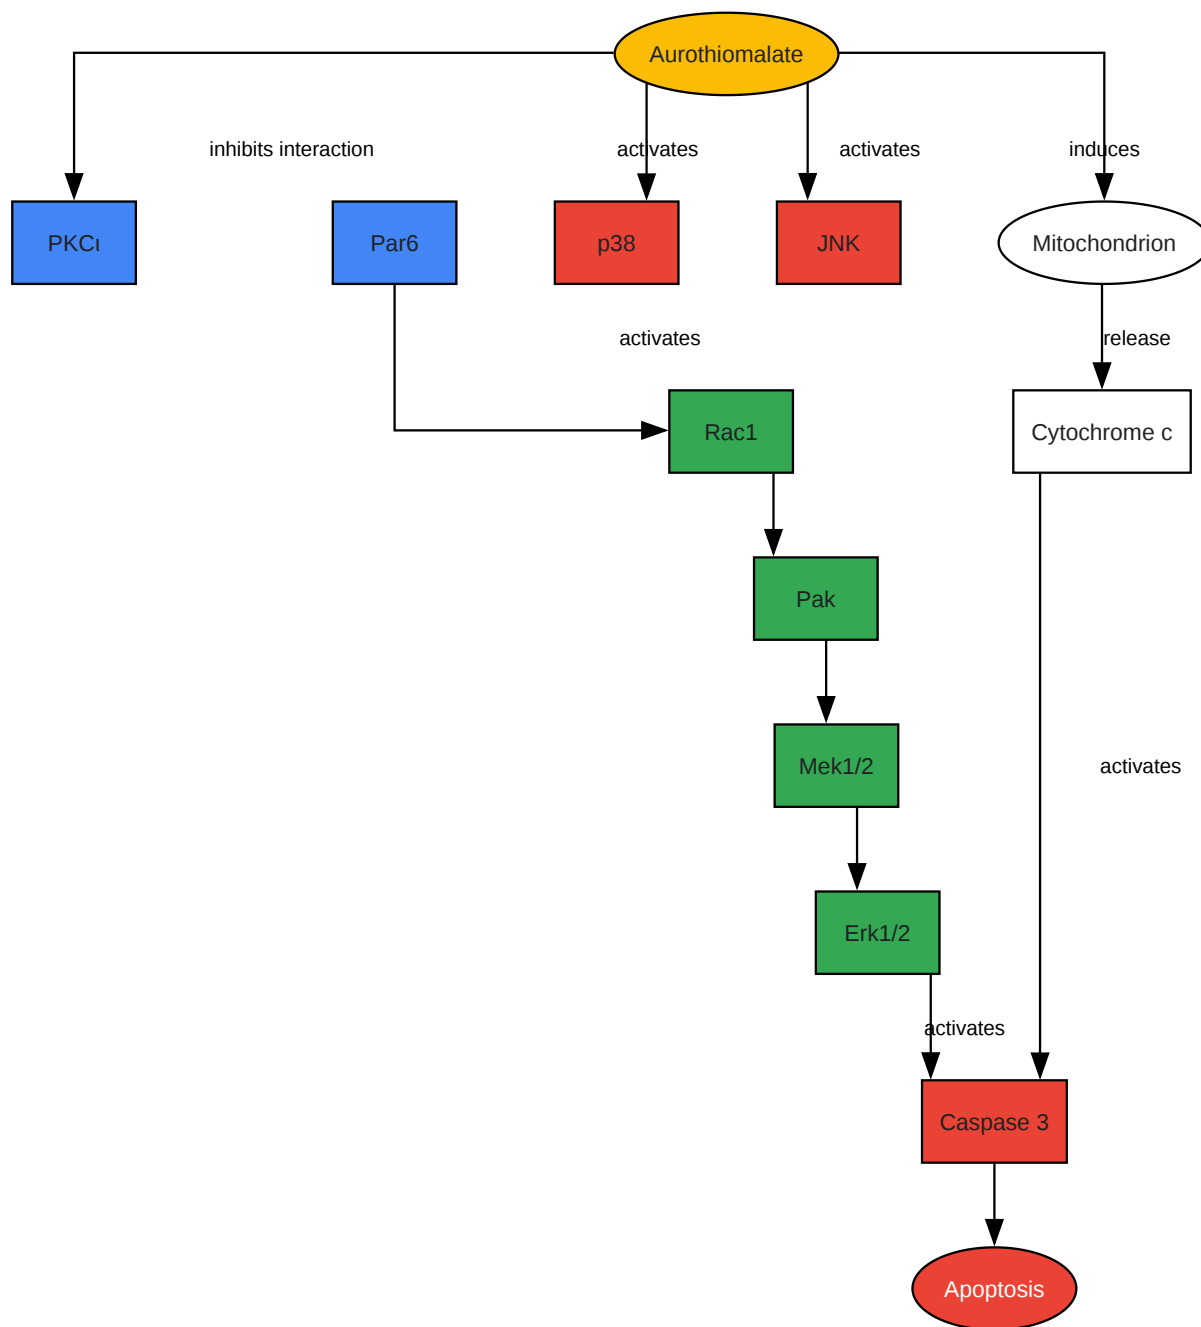 Aurothiomalate
inhibits interaction
activates
activates
induces
PKCι
Par6
p38
JNK
Mitochondrion
activates
release
Rac1
Cytochrome c
Pak
Mek1/2
activates
Erk1/2
activates
Caspase 3
Apoptosis